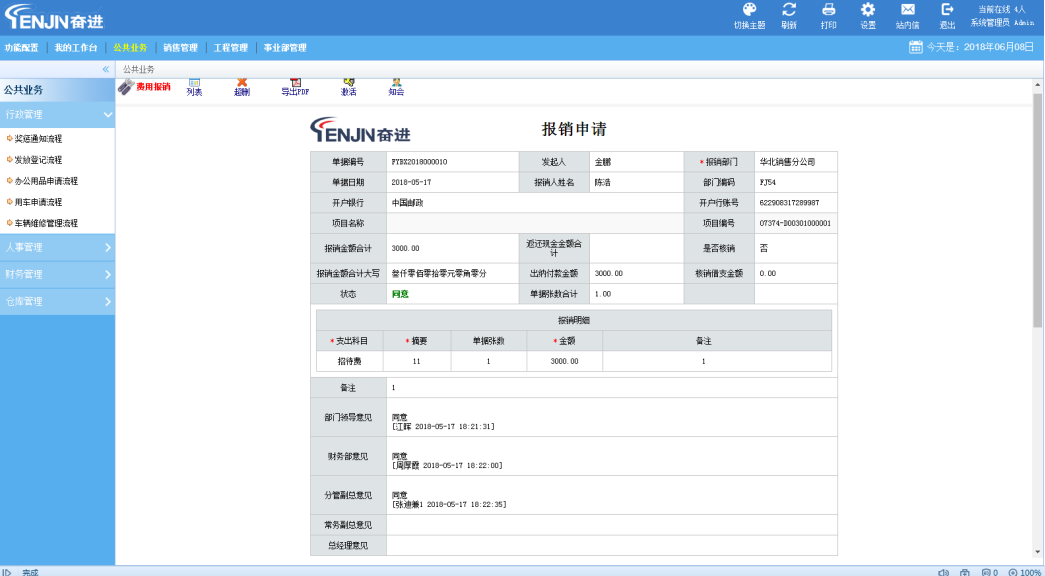 YENJIN奋进
切换主题 刷新 打印 设置 站内信 退出
当前在线 4人
系统管理员 Admin
功能配置 我的工作台 公共业务 销售管理 工程管理 事业部管理
今天是：2018年06月08日
« 公共业务
公共业务
费用报销 列表 超删 导出PDF 激活 知会
行政管理
奖惩通知流程
发放登记流程
办公用品申请流程
用车申请流程
车辆维修管理流程
人事管理
财务管理
仓库管理
YENJIN奋进 报销申请
单据编号 FYBX2018000010 发起人 金鹏 *报销部门 华北销售分公司
单据日期 2018-05-17 报销人姓名 陈浩 部门编码 FJ54
开户银行 中国邮政 开户行账号 622908317289987
项目名称 项目编号 07374-D00301000001
报销金额合计 3000.00 返还现金金额合计 是否核销 否
报销金额合计大写 叁仟零佰零拾零元零角零分 出纳付款金额 3000.00 核销借支金额 0.00
状态 同意 单据张数合计 1.00
报销明细
*支出科目 *摘要 单据张数 *金额 备注
招待费 11 1 3000.00 1
备注 1
部门领导意见 同意
[江晖 2018-05-17 18:21:31]
财务部意见 同意
[周厚霞 2018-05-17 18:22:00]
分管副总意见 同意
[张迪兼1 2018-05-17 18:22:35]
常务副总意见
总经理意见
完成 0 100%